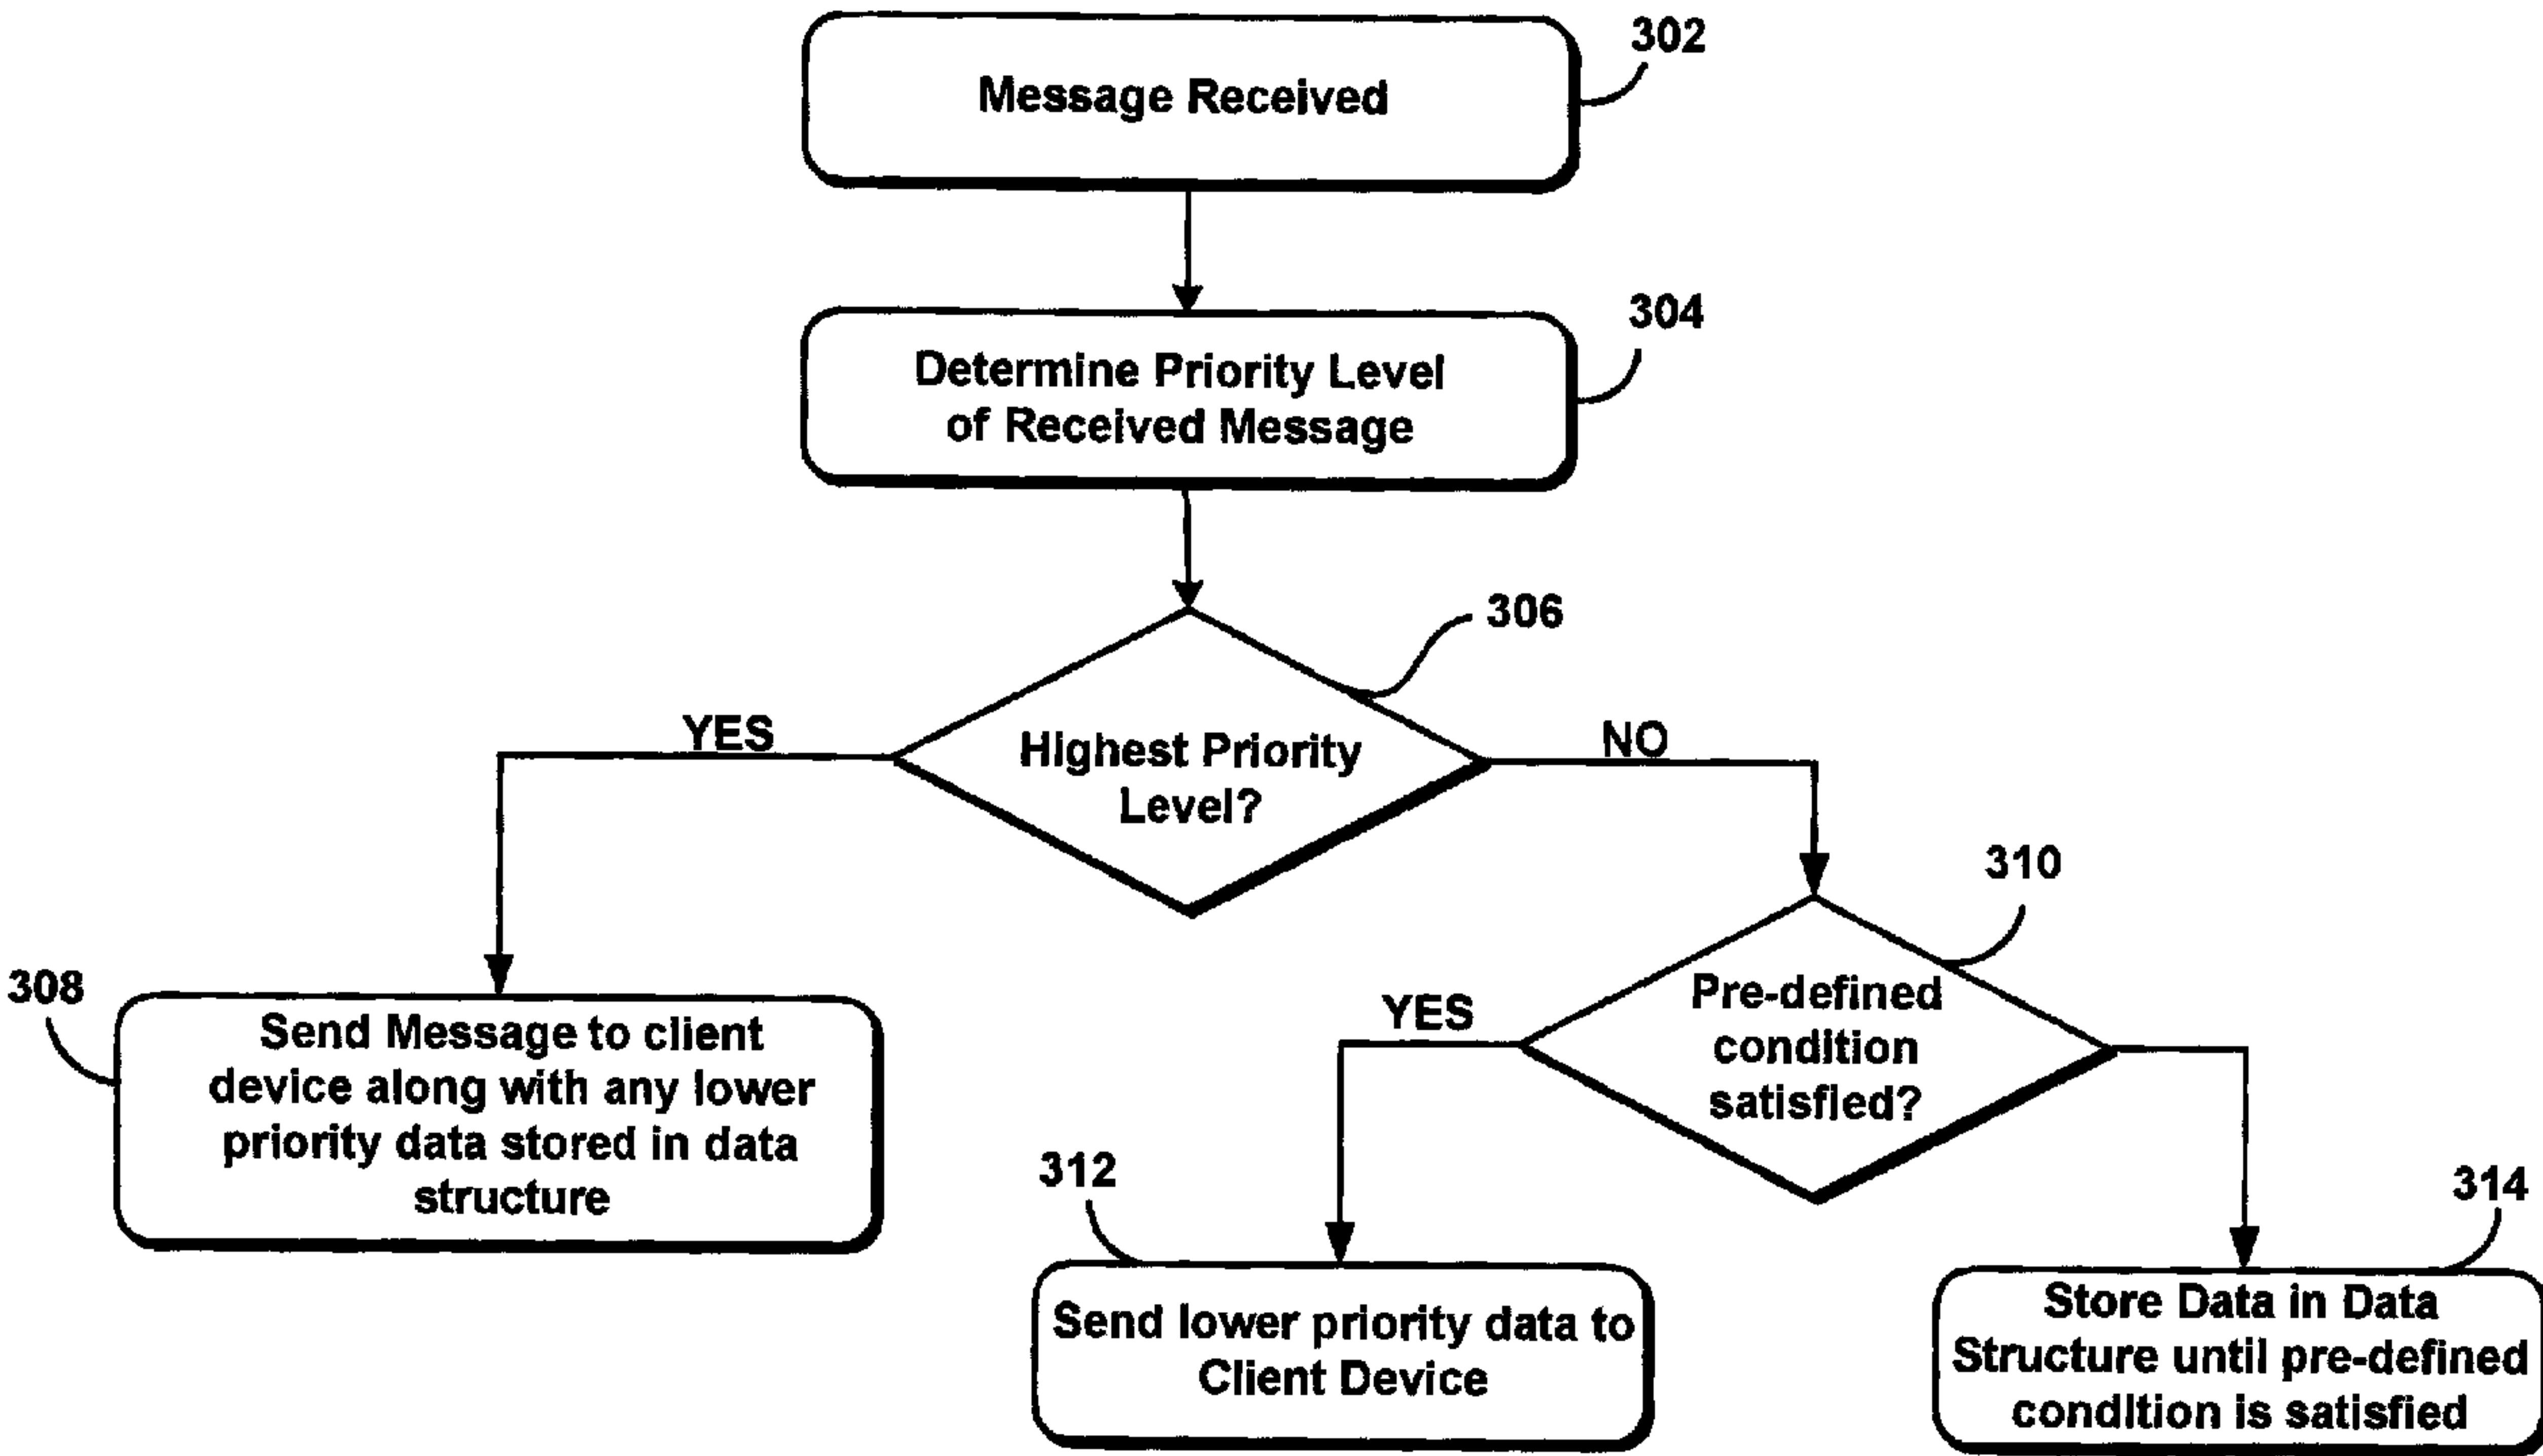 302
Message Received
304
Determine Priority Level
of Received Message
306
YES
Highest Priority
Level?
NO
310
308
Send Message to client
device along with any lower
priority data stored in data
structure
YES
Pre-defined
condition
satisfied?
312
Send lower priority data to
Client Device
314
Store Data in Data
Structure until pre-defined
condition is satisfied